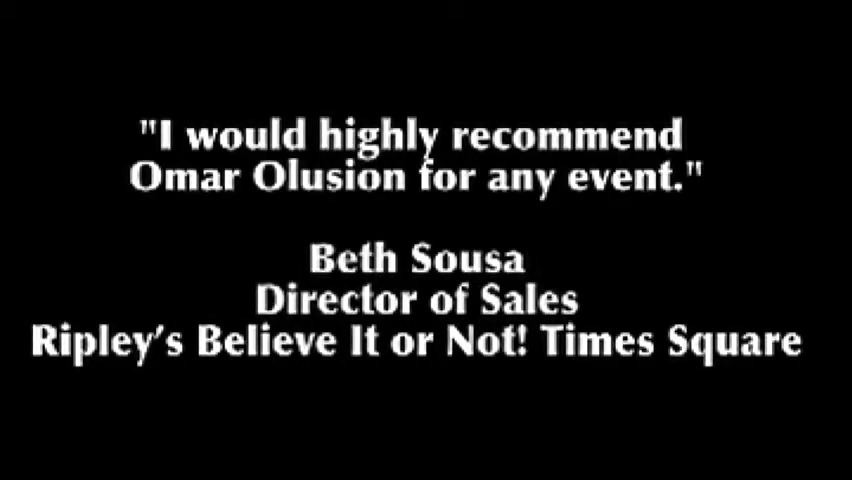 "I would highly recommend
Omar Olusion for any event."
Beth Sousa
Director of Sales
Ripley's Believe It or Not! Times Square